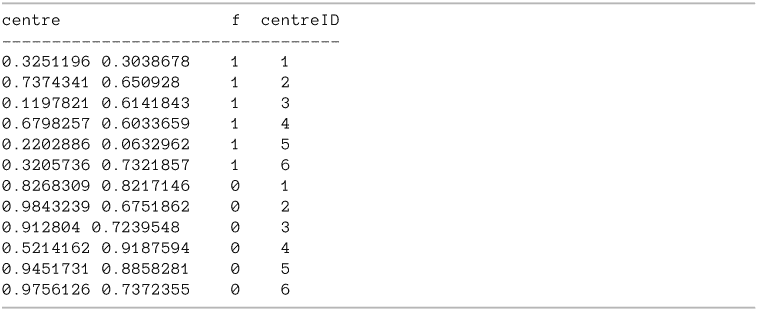 centre f centreID
----------------------------------
0.3251196 0.3038678 1 1
0.7374341 0.650928 1 2
0.1197821 0.6141843 1 3
0.6798257 0.6033659 1 4
0.2202886 0.0632962 1 5
0.3205736 0.7321857 1 6
0.8268309 0.8217146 0 1
0.9843239 0.6751862 0 2
0.912804 0.7239548 0 3
0.5214162 0.9187594 0 4
0.9451731 0.8858281 0 5
0.9756126 0.7372355 0 6